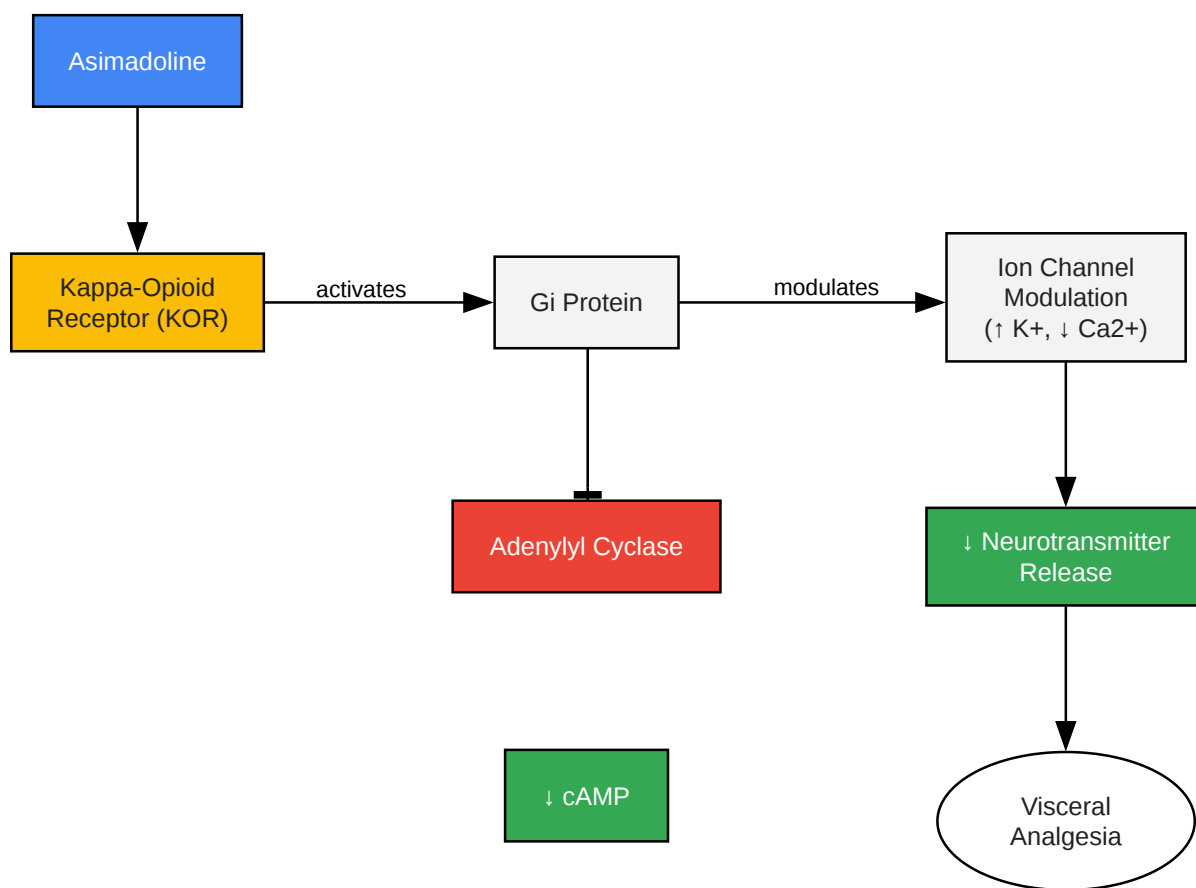 Asimadoline
Kappa-Opioid
Receptor (KOR)
activates
Gi Protein
modulates
Ion Channel
Modulation
(↑ K+, ↓ Ca2+)
Adenylyl Cyclase
↓ Neurotransmitter
Release
↓ cAMP
Visceral
Analgesia